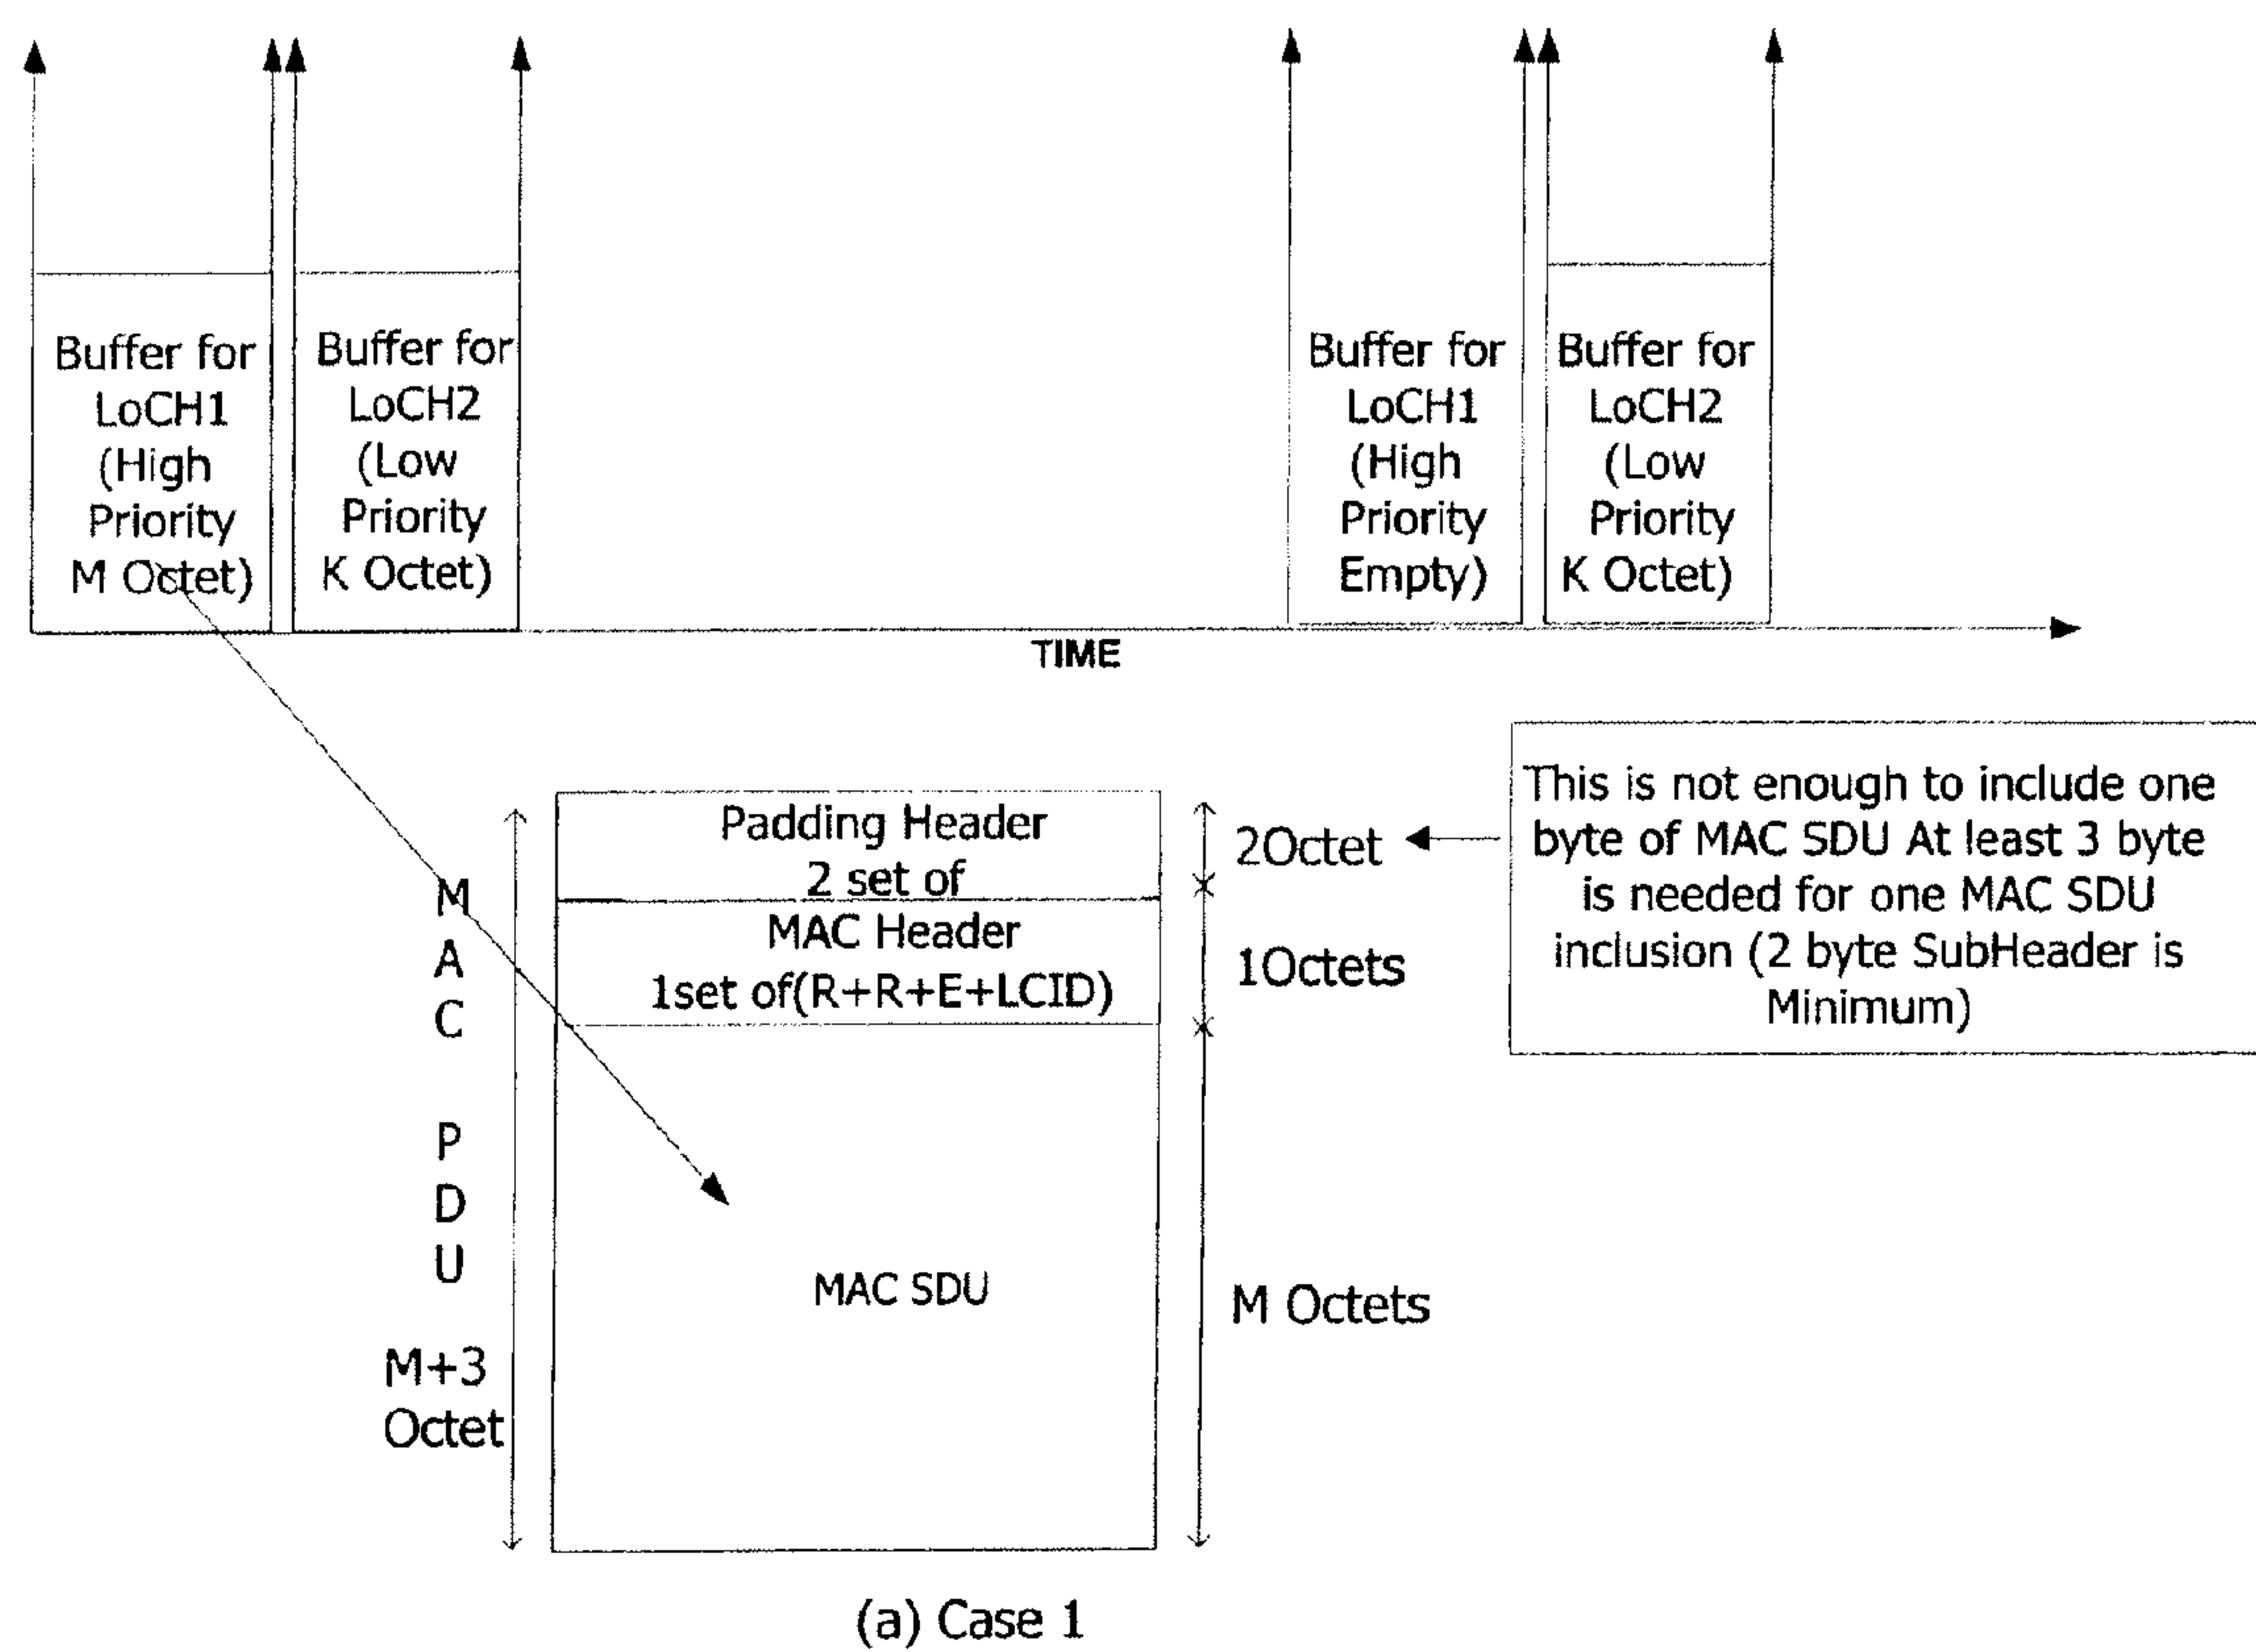 Buffer for
LoCH1
(High
Priority
M Octet)
Buffer for
LoCH2
(Low
Priority
K Octet)
Buffer for
LoCH1
(High
Priority
Empty)
Buffer for
LoCH2
(Low
Priority
K Octet)
TIME
This is not enough to include one
byte of MAC SDU At least 3 byte
is needed for one MAC SDU
inclusion (2 byte SubHeader is
Minimum)
Padding Header
2 set of
2Octet
MAC Header
1set of(R+R+E+LCID)
1Octets
M
A
C
P
D
U
M+3
Octet
MAC SDU
M Octets
(a) Case 1